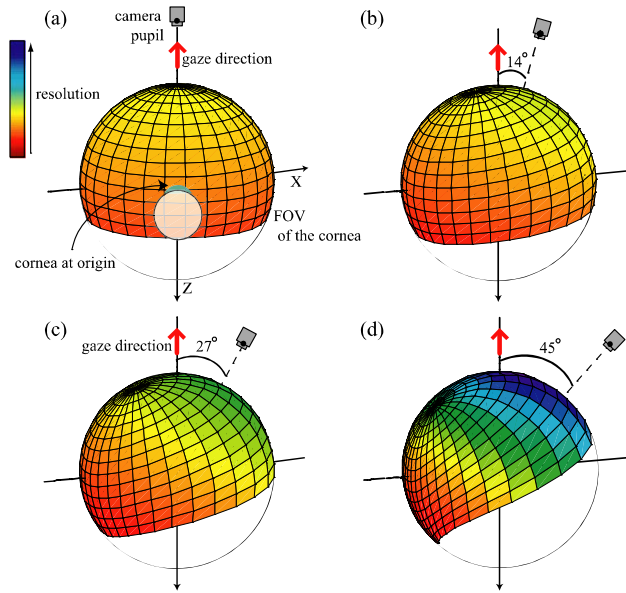 (a)
camera
pupil
gaze direction
resolution
X
FOV
of the cornea
cornea at origin
Z
(b)
14°
(c)
gaze direction
27°
(d)
45°